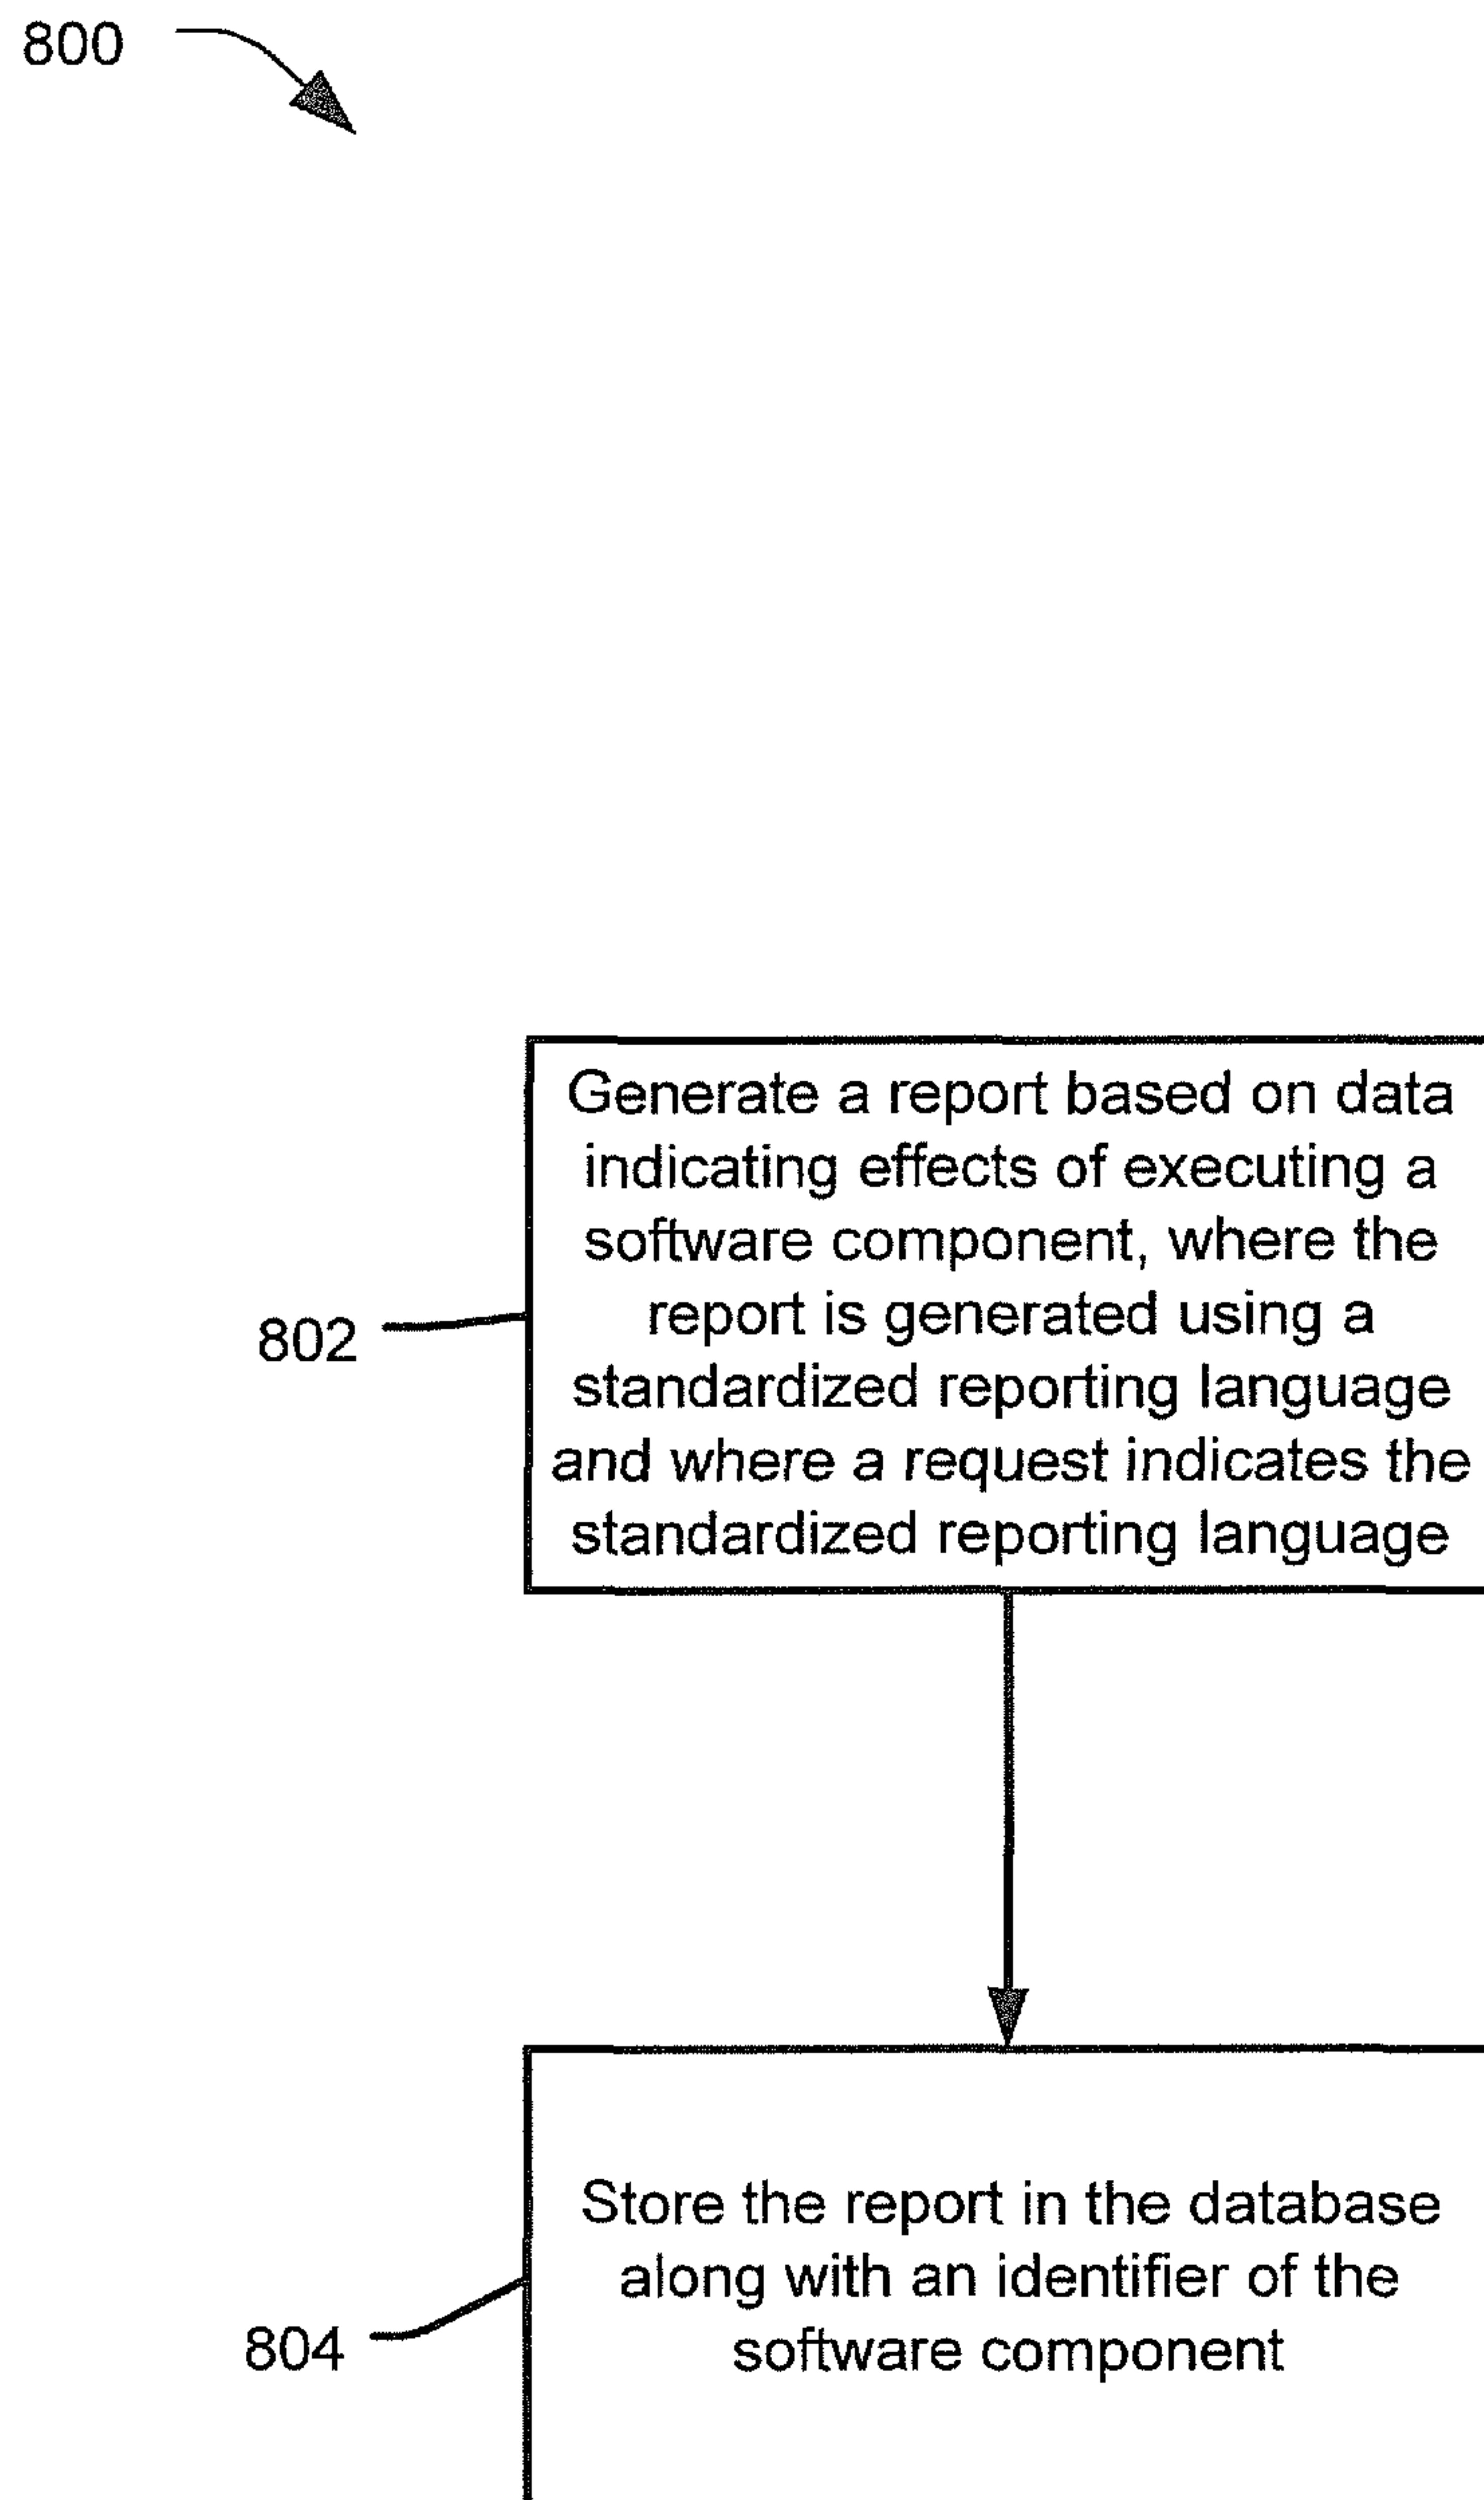 800
Generate a report based on data
indicating effects of executing a
software component, where the
report is generated using a
802
standardized reporting language
and where a request indicates the
standardized reporting language
Store the report in the database
along with an identifier of the
804
software component